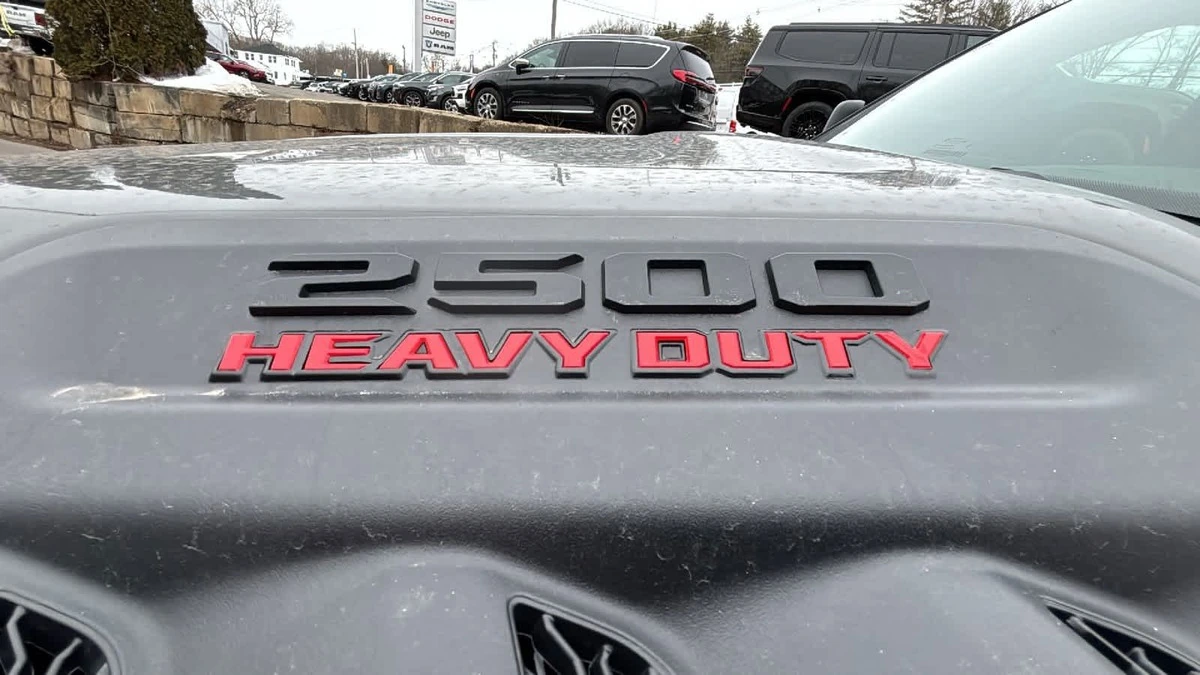 DODGE
Jeep
RAM
2500
HEAVY DUTY